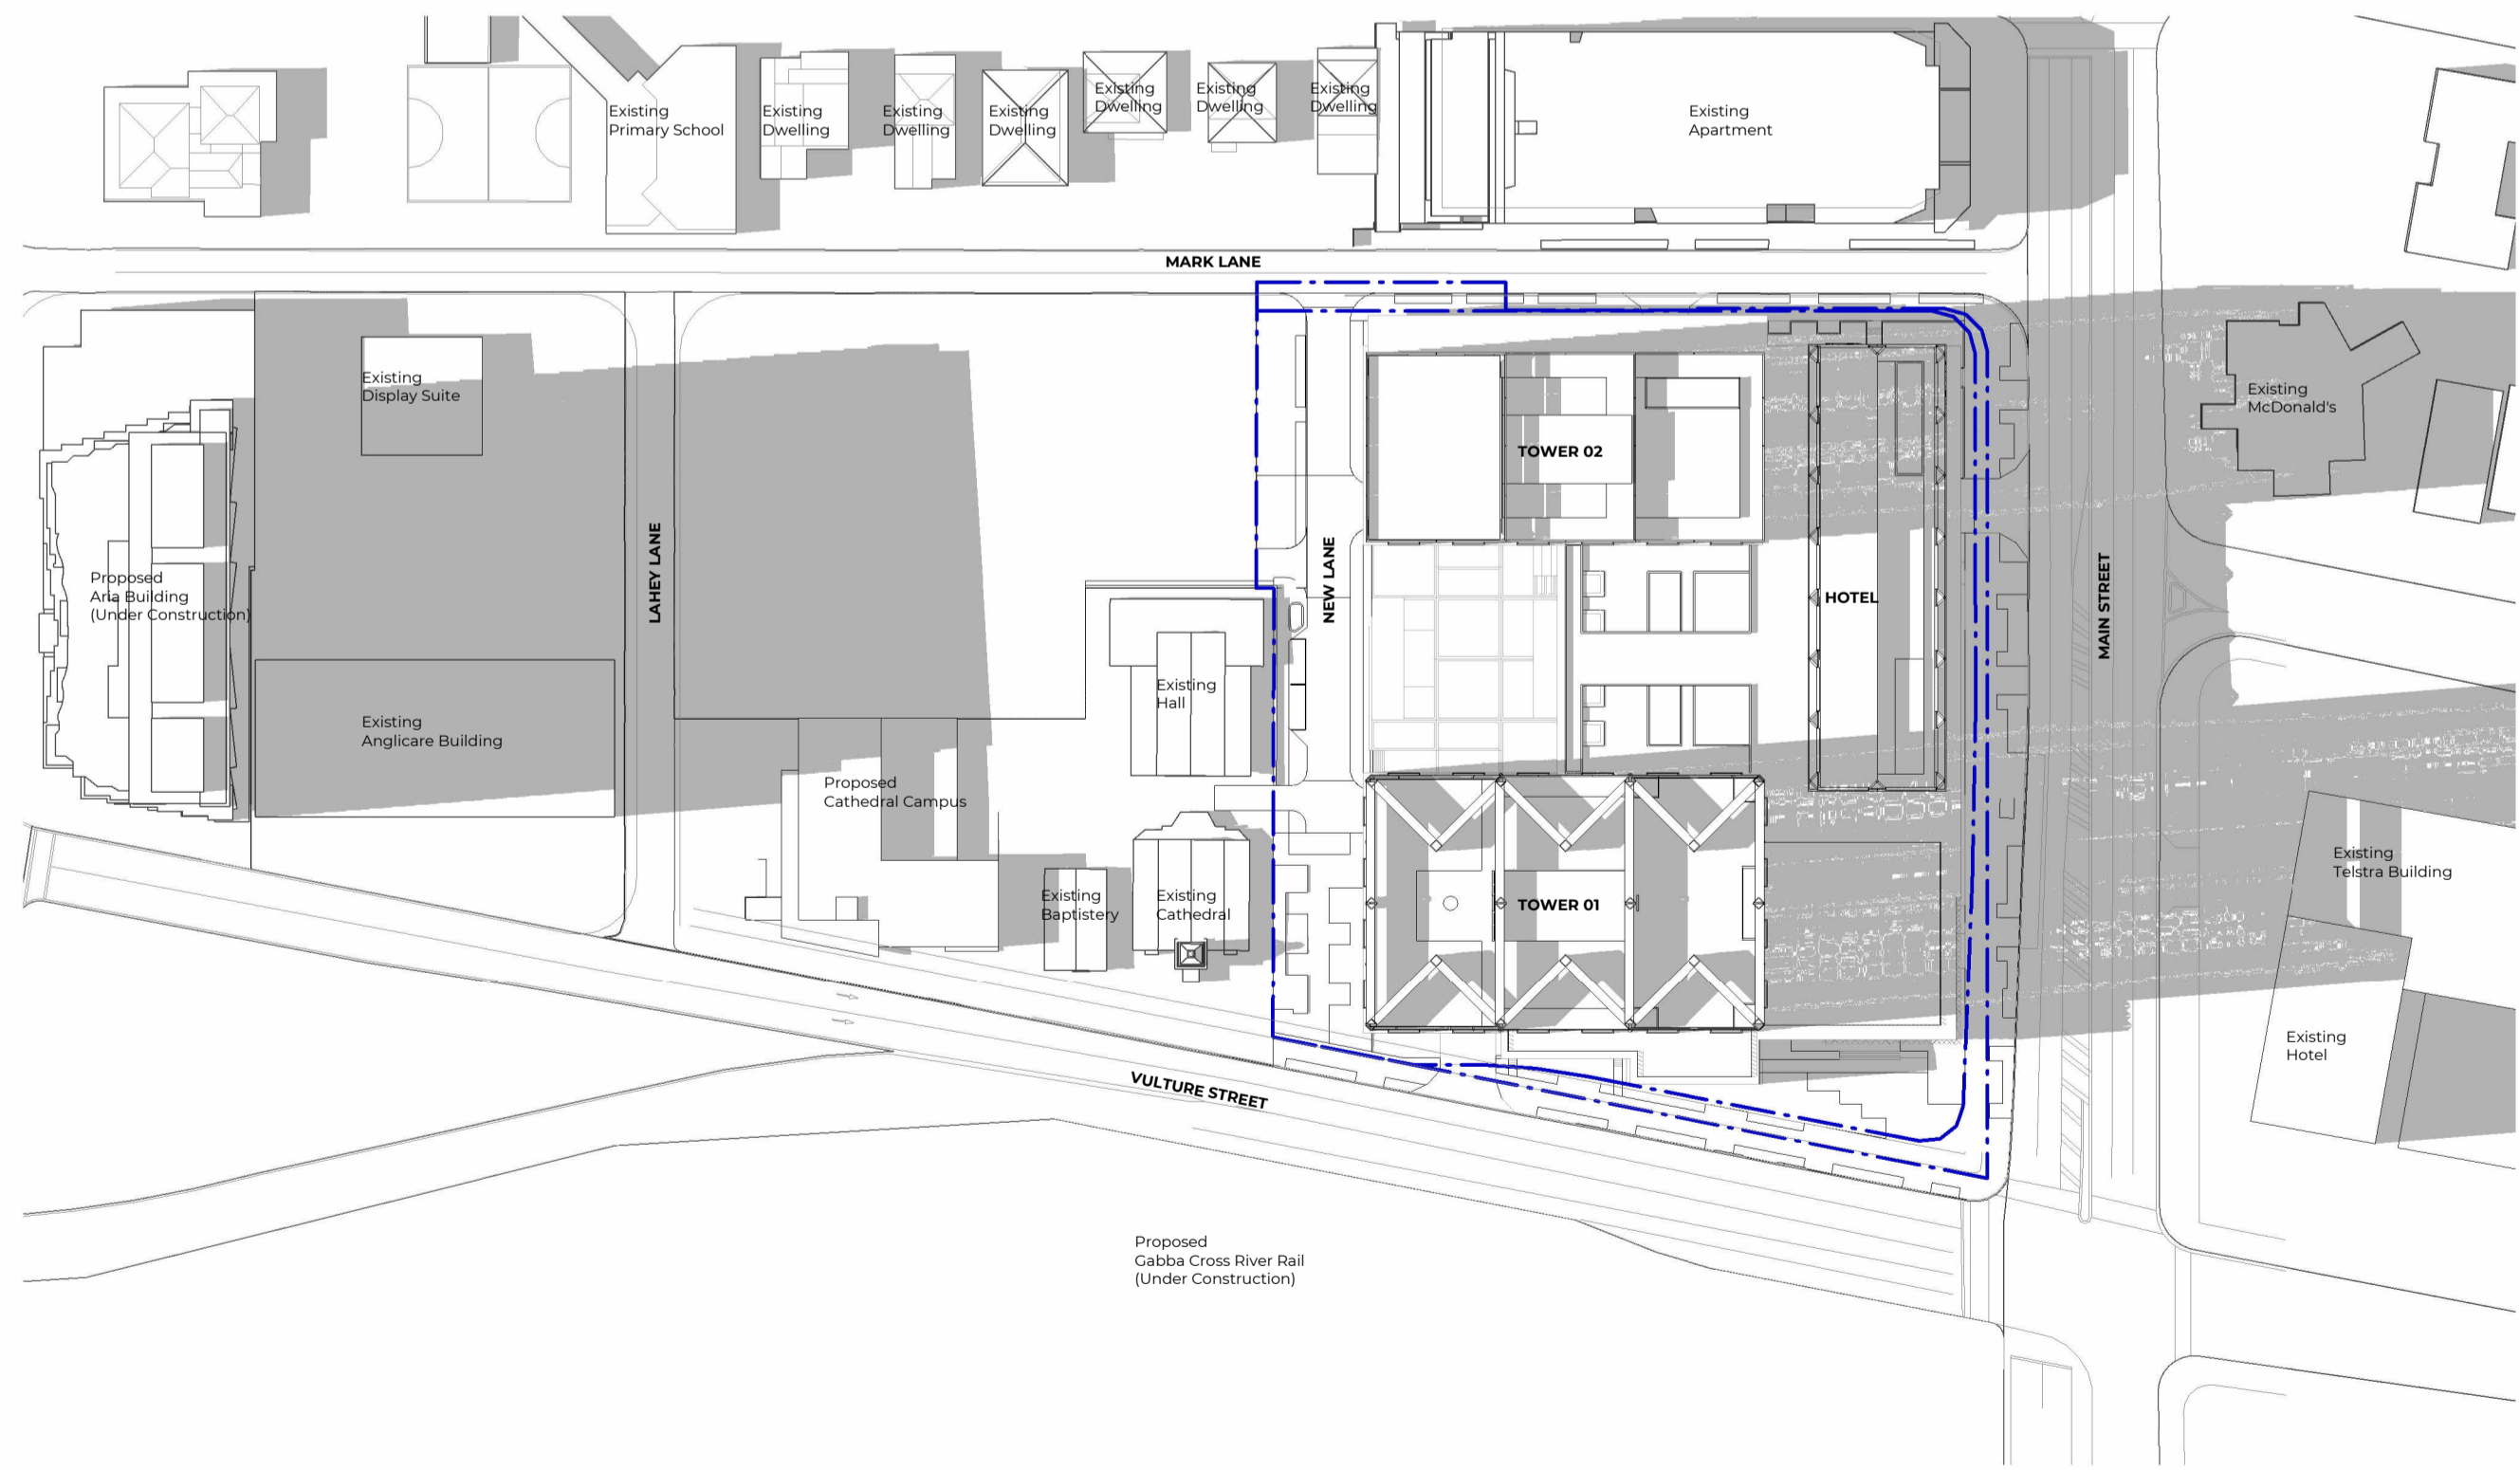 Existing
Primary School
Existing
Dwelling
Existing
Dwelling
Existing
Dwelling
Existing
Dwelling
Existing
Dwelling
Existing
Dwelling
Existing
Apartment
MARK LANE
Existing
Display Suite
Existing
McDonald's
TOWER 02
Proposed
Aria Building
(Under Construction)
LAHEY LANE
NEW LANE
HOTEL
MAIN STREET
Existing
Hall
Existing
Anglicare Building
Proposed
Cathedral Campus
Existing
Baptistery
Existing
Cathedral
TOWER 01
Existing
Telstra Building
Existing
Hotel
VULTURE STREET
Proposed
Gabba Cross River Rail
(Under Construction)